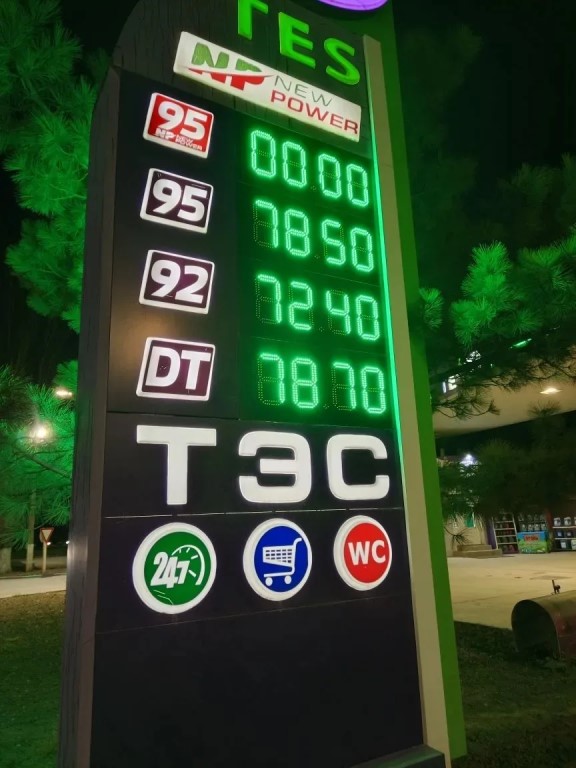 TES
NP NEW POWER
95 NP NEW POWER 00.00
95 78.50
92 72.40
DT 78.70
ТЭС
24/7 WC